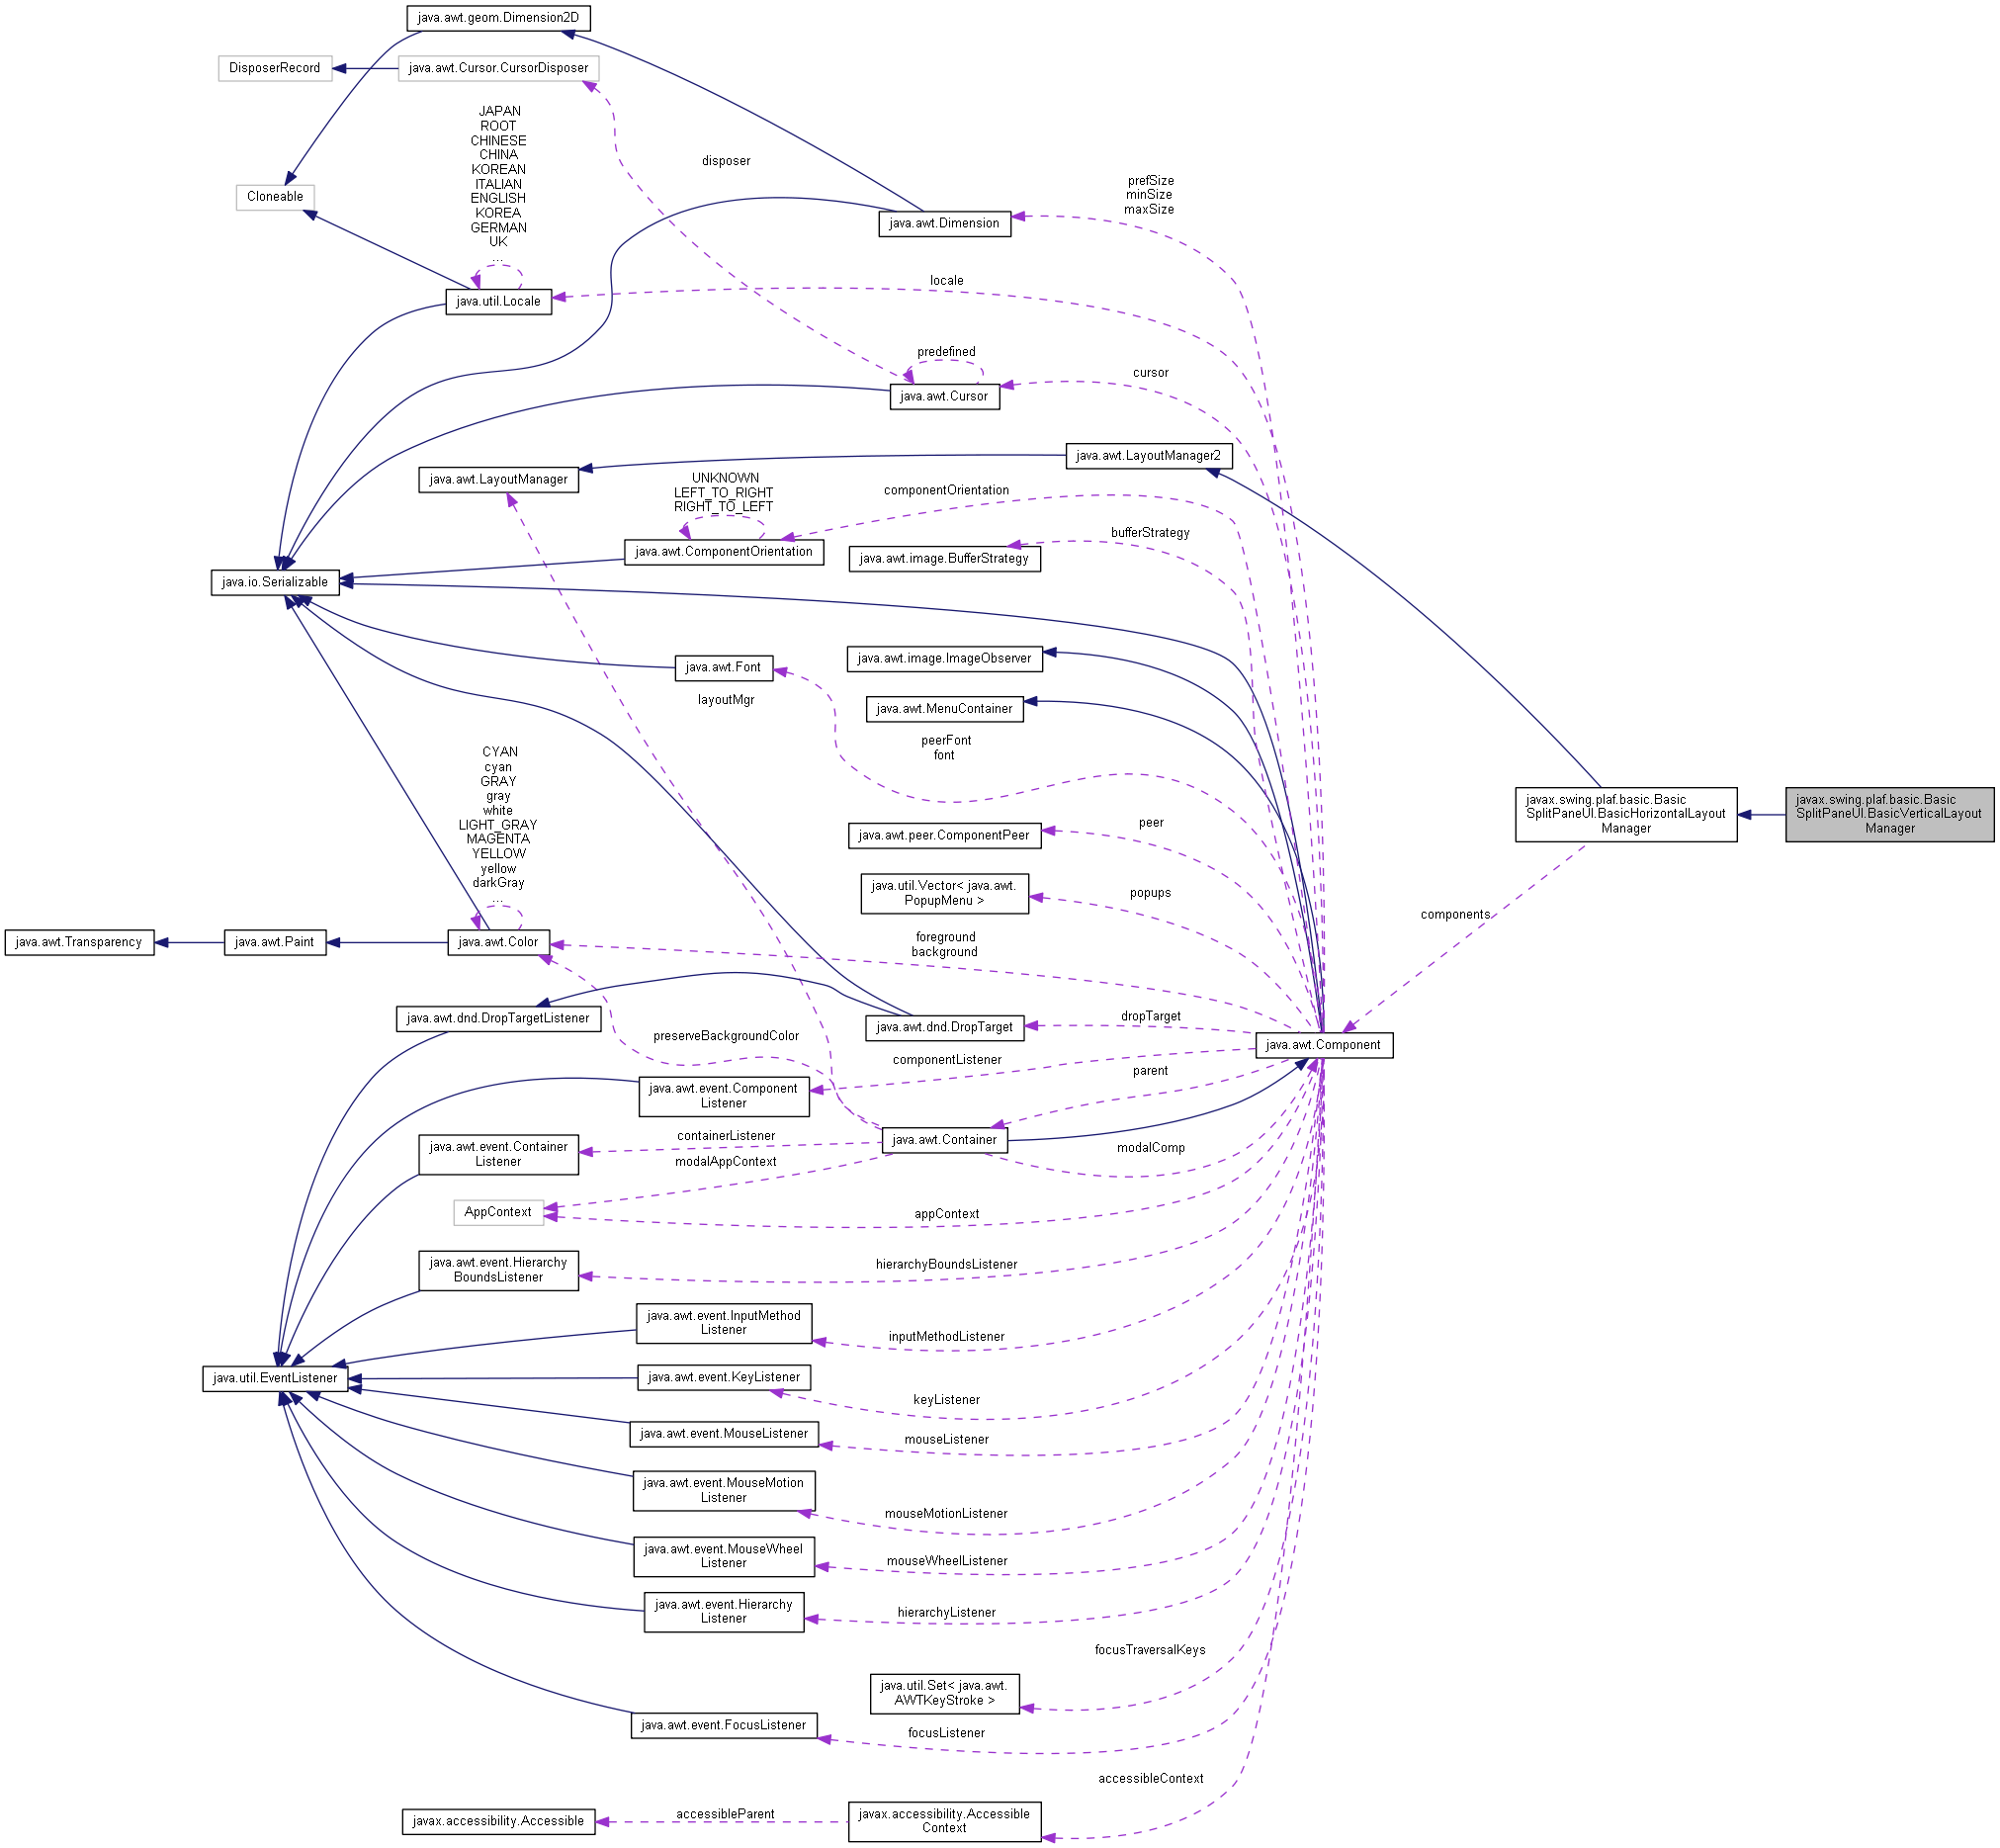 java.awt.geom.Dimension2D
DisposerRecord
java.awt.Cursor.CursorDisposer
JAPAN
ROOT
CHINESE
CHINA
KOREAN
ITALIAN
ENGLISH
KOREA
GERMAN
UK
...
disposer
prefSize
minSize
maxSize
Cloneable
java.awt.Dimension
java.util.Locale
locale
predefined
cursor
java.awt.Cursor
java.awt.LayoutManager2
java.awt.LayoutManager
UNKNOWN
LEFT_TO_RIGHT
RIGHT_TO_LEFT
componentOrientation
bufferStrategy
java.awt.ComponentOrientation
java.awt.image.BufferStrategy
java.io.Serializable
java.awt.Font
java.awt.image.ImageObserver
layoutMgr
java.awt.MenuContainer
peerFont
font
CYAN
cyan
GRAY
gray
white
LIGHT_GRAY
MAGENTA
YELLOW
yellow
darkGray
...
javax.swing.plaf.basic.Basic
SplitPaneUI.BasicHorizontalLayout
Manager
javax.swing.plaf.basic.Basic
SplitPaneUI.BasicVerticalLayout
Manager
java.awt.peer.ComponentPeer
peer
java.util.Vector< java.awt.
PopupMenu >
popups
components
java.awt.Transparency
java.awt.Paint
java.awt.Color
foreground
background
java.awt.dnd.DropTargetListener
preserveBackgroundColor
java.awt.dnd.DropTarget
dropTarget
java.awt.Component
componentListener
java.awt.event.Component
Listener
parent
java.awt.event.Container
Listener
containerListener
java.awt.Container
modalComp
modalAppContext
AppContext
appContext
java.awt.event.Hierarchy
BoundsListener
hierarchyBoundsListener
java.awt.event.InputMethod
Listener
inputMethodListener
java.util.EventListener
java.awt.event.KeyListener
keyListener
java.awt.event.MouseListener
mouseListener
java.awt.event.MouseMotion
Listener
mouseMotionListener
java.awt.event.MouseWheel
Listener
mouseWheelListener
java.awt.event.Hierarchy
Listener
hierarchyListener
focusTraversalKeys
java.util.Set< java.awt.
AWTKeyStroke >
java.awt.event.FocusListener
focusListener
accessibleContext
javax.accessibility.Accessible
accessibleParent
javax.accessibility.Accessible
Context